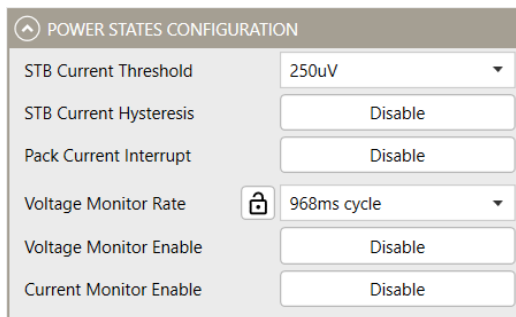 POWER STATES CONFIGURATION
STB Current Threshold 250uV
STB Current Hysteresis Disable
Pack Current Interrupt Disable
Voltage Monitor Rate 968ms cycle
Voltage Monitor Enable Disable
Current Monitor Enable Disable